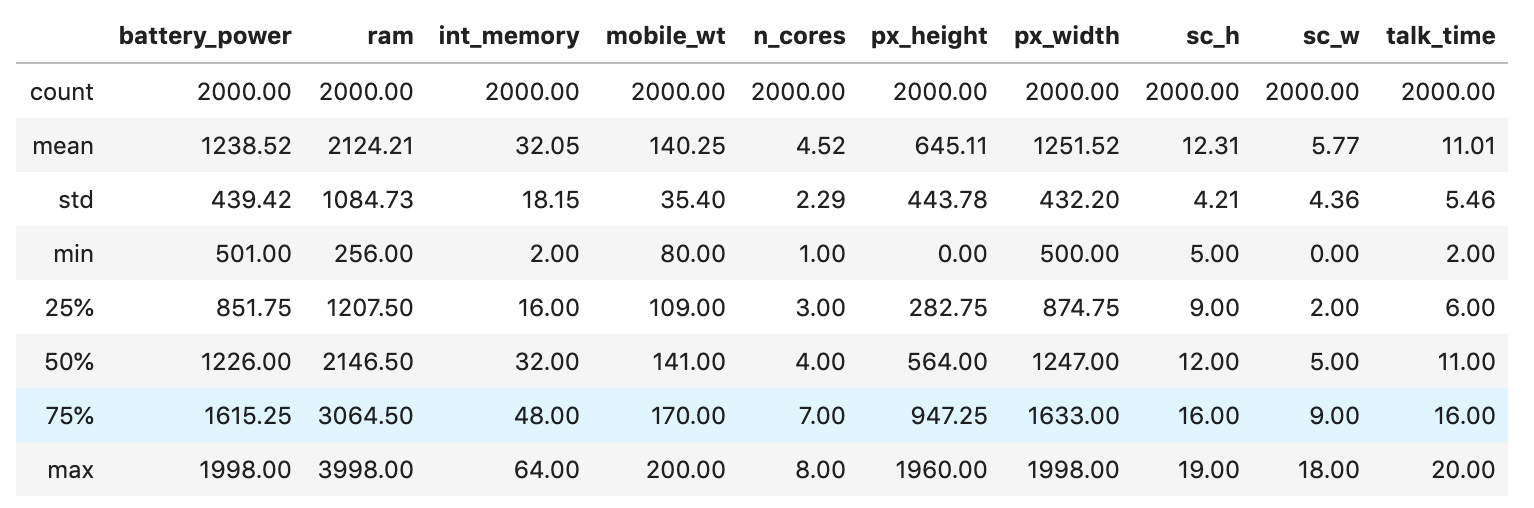 battery_power ram int_memory mobile_wt n_cores px_height px_width sc_h sc_w talk_time
count 2000.00 2000.00 2000.00 2000.00 2000.00 2000.00 2000.00 2000.00 2000.00 2000.00
mean 1238.52 2124.21 32.05 140.25 4.52 645.11 1251.52 12.31 5.77 11.01
std 439.42 1084.73 18.15 35.40 2.29 443.78 432.20 4.21 4.36 5.46
min 501.00 256.00 2.00 80.00 1.00 0.00 500.00 5.00 0.00 2.00
25% 851.75 1207.50 16.00 109.00 3.00 282.75 874.75 9.00 2.00 6.00
50% 1226.00 2146.50 32.00 141.00 4.00 564.00 1247.00 12.00 5.00 11.00
75% 1615.25 3064.50 48.00 170.00 7.00 947.25 1633.00 16.00 9.00 16.00
max 1998.00 3998.00 64.00 200.00 8.00 1960.00 1998.00 19.00 18.00 20.00